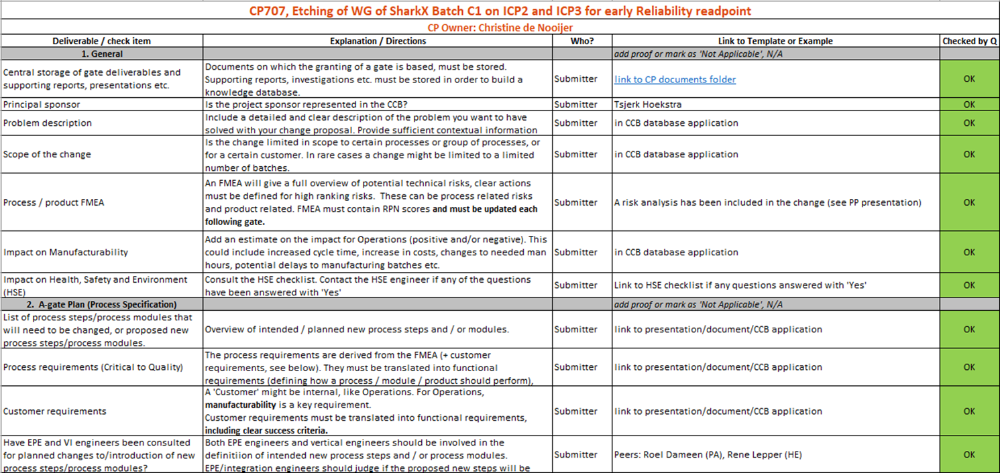 CP707, Etching of WG of SharkX Batch C1 on ICP2 and ICP3 for early Reliability readpoint
CP Owner: Christine de Nooijer
Deliverable / check item Explanation / Directions Who? Link to Template or Example Checked by Q
1. General add proof or mark as 'Not Applicable', N/A
Central storage of gate deliverables and
supporting reports, presentations etc.
Documents on which the granting of a gate is based, must be stored.
Supporting reports, investigations etc. must be stored in order to build a
knowledge database.
Submitter
link to CP documents folder
OK
Principal sponsor
Is the project sponsor represented in the CCB?
Submitter
Tsjerk Hoekstra
OK
Problem description
Include a detailed and clear description of the problem you want to have
solved with your change proposal. Provide sufficient contextual information
Submitter
in CCB database application
OK
Scope of the change
Is the change limited in scope to certain processes or group of processes, or
for a certain customer. In rare cases a change might be limited to a limited
number of batches.
Submitter
in CCB database application
OK
Process / product FMEA
An FMEA will give a full overview of potential technical risks, clear actions
must be defined for high ranking risks.  These can be process related risks
and product related. FMEA must contain RPN scores and must be updated each
following gate.
Submitter
A risk analysis has been included in the change (see PP presentation)
OK
Impact on Manufacturability
Add an estimate on the impact for Operations (positive and/or negative). This
could include increased cycle time, increase in costs, changes to needed man
hours, potential delays to manufacturing batches etc.
Submitter
in CCB database application
OK
Impact on Health, Safety and Environment
(HSE)
Consult the HSE checklist. Contact the HSE engineer if any of the questions
have been answered with 'Yes'
Submitter
Link to HSE checklist if any questions answered with 'Yes'
OK
2.  A-gate Plan (Process Specification) add proof or mark as 'Not Applicable', N/A
List of process steps/process modules that
will need to be changed, or proposed new
process steps/process modules.
Overview of intended / planned new process steps and / or modules.
Submitter
link to presentation/document/CCB application
OK
Process requirements (Critical to Quality)
The process requirements are derived from the FMEA (+ customer
requirements, see below). They must be translated into functional
requirements (defining how a process / module / product should perform),
Submitter
link to presentation/document/CCB application
OK
Customer requirements
A 'Customer' might be internal, like Operations. For Operations,
manufacturability is a key requirement.
Customer requirements must be translated into functional requirements,
including clear success criteria.
Submitter
link to presentation/document/CCB application
OK
Have EPE and VI engineers been consulted
for planned changes to/introduction of new
process steps/process modules?
Both EPE engineers and vertical engineers should be involved in the
definitiion of intended new process steps and / or process modules.
EPE/integration engineers should judge if the proposed new steps will be
Submitter
Peers: Roel Dameen (PA), Rene Lepper (HE)
OK